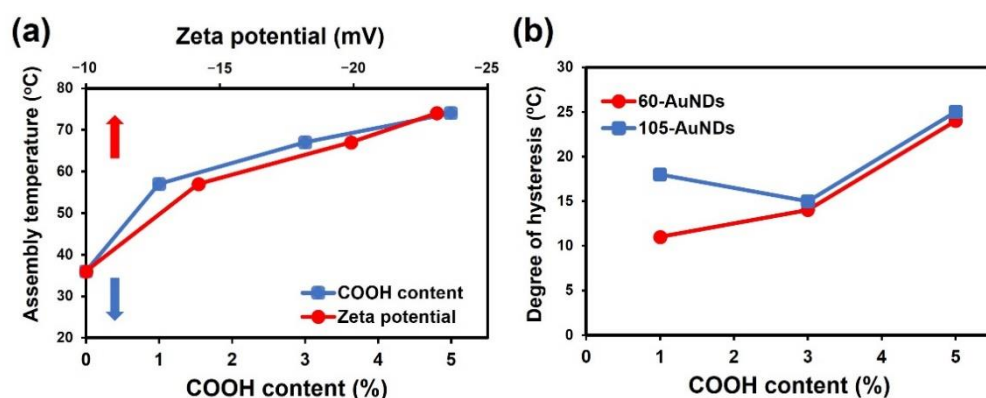 (a)
Zeta potential (mV)
−10 −15 −20 −25
Assembly temperature (°C)
80
70
60
50
40
30
20
COOH content
Zeta potential
0 1 2 3 4 5
COOH content (%)
(b)
Degree of hysteresis (°C)
30
25
20
15
10
5
0
60-AuNDs
105-AuNDs
0 1 2 3 4 5
COOH content (%)